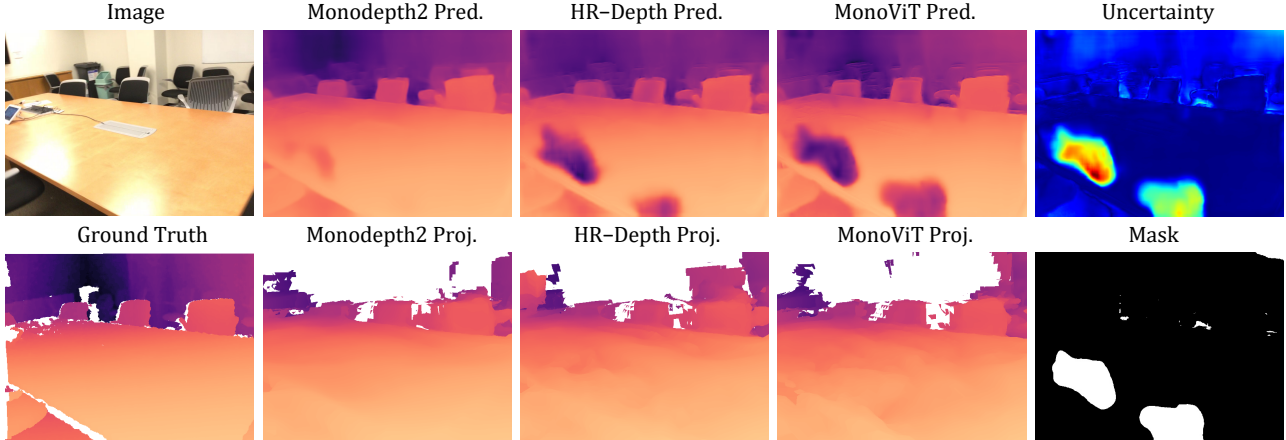 Image
Monodepth2 Pred.
HR–Depth Pred.
MonoViT Pred.
Uncertainty
Ground Truth
Monodepth2 Proj.
HR–Depth Proj.
MonoViT Proj.
Mask